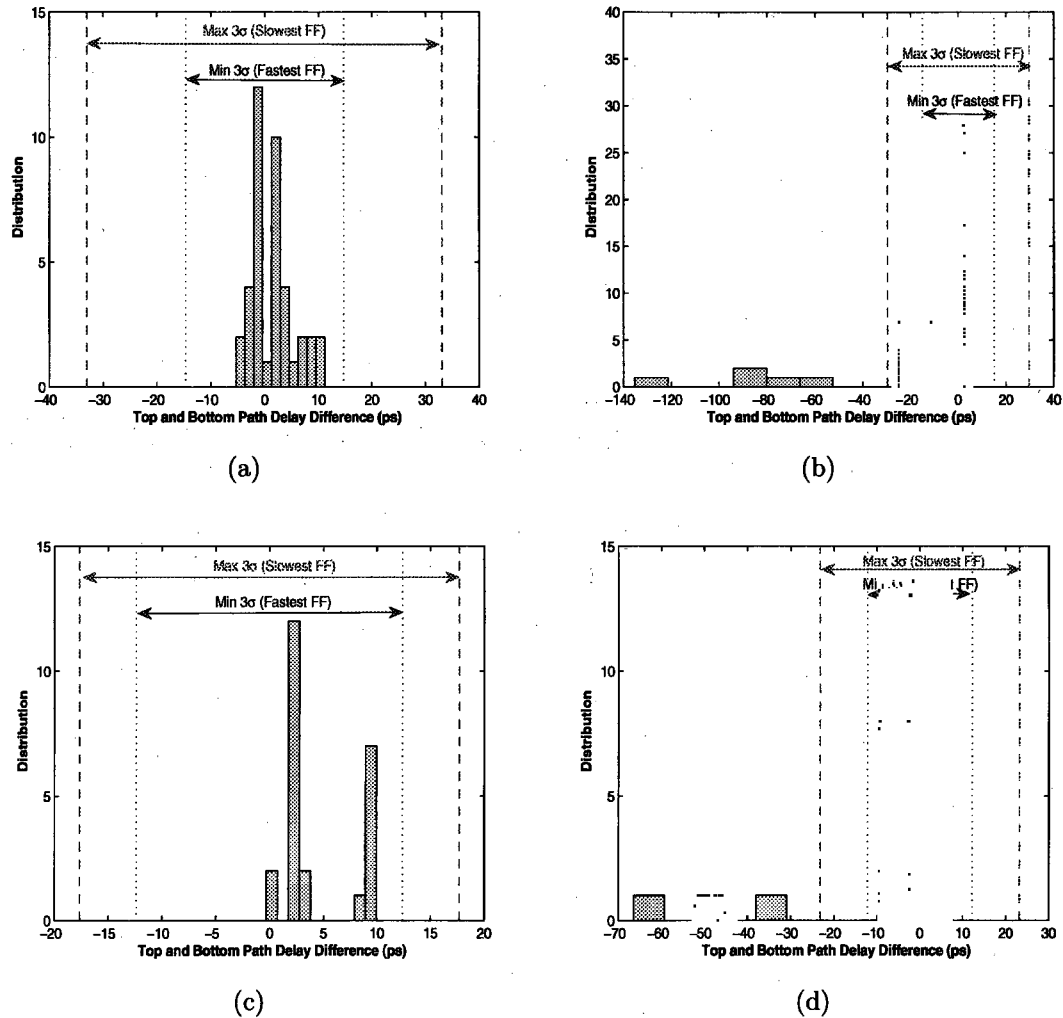 15
Max 3σ (Slowest FF)
Min 3σ (Fastest FF)
10
Distribution
5
0
−40 −30 −20 −10 0 10 20 30 40
Top and Bottom Path Delay Difference (ps)
(a)
40
35
Max 3σ (Slowest FF)
30
Min 3σ (Fastest FF)
25
20
Distribution
15
10
5
0
−140 −120 −100 −80 −60 −40 −20 0 20 40
Top and Bottom Path Delay Difference (ps)
(b)
15
Max 3σ (Slowest FF)
Min 3σ (Fastest FF)
10
Distribution
5
0
−20 −15 −10 −5 0 5 10 15 20
Top and Bottom Path Delay Difference (ps)
(c)
15
Max 3σ (Slowest FF)
FF)
10
Distribution
5
0
−70 −60 −50 −40 −30 −20 −10 0 10 20 30
Top and Bottom Path Delay Difference (ps)
(d)